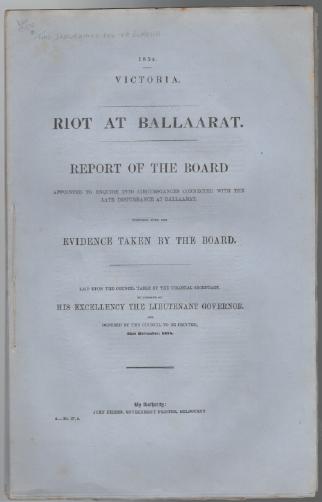 1854.
VICTORIA.
RIOT AT BALLAARAT.
REPORT OF THE BOARD
APPOINTED TO ENQUIRE INTO CIRCUMSTANCES CONNECTED WITH THE
LATE DISTURBANCE AT BALLAARAT.
TOGETHER WITH THE
EVIDENCE TAKEN BY THE BOARD.
LAID UPON THE COUNCIL TABLE BY THE COLONIAL SECRETARY,
BY COMMAND OF
HIS EXCELLENCY THE LIEUTENANT GOVERNOR.
AND
ORDERED BY THE COUNCIL TO BE PRINTED,
21st November, 1854.
By Authority:
JOHN FERRES, GOVERNMENT PRINTER, MELBOURNE